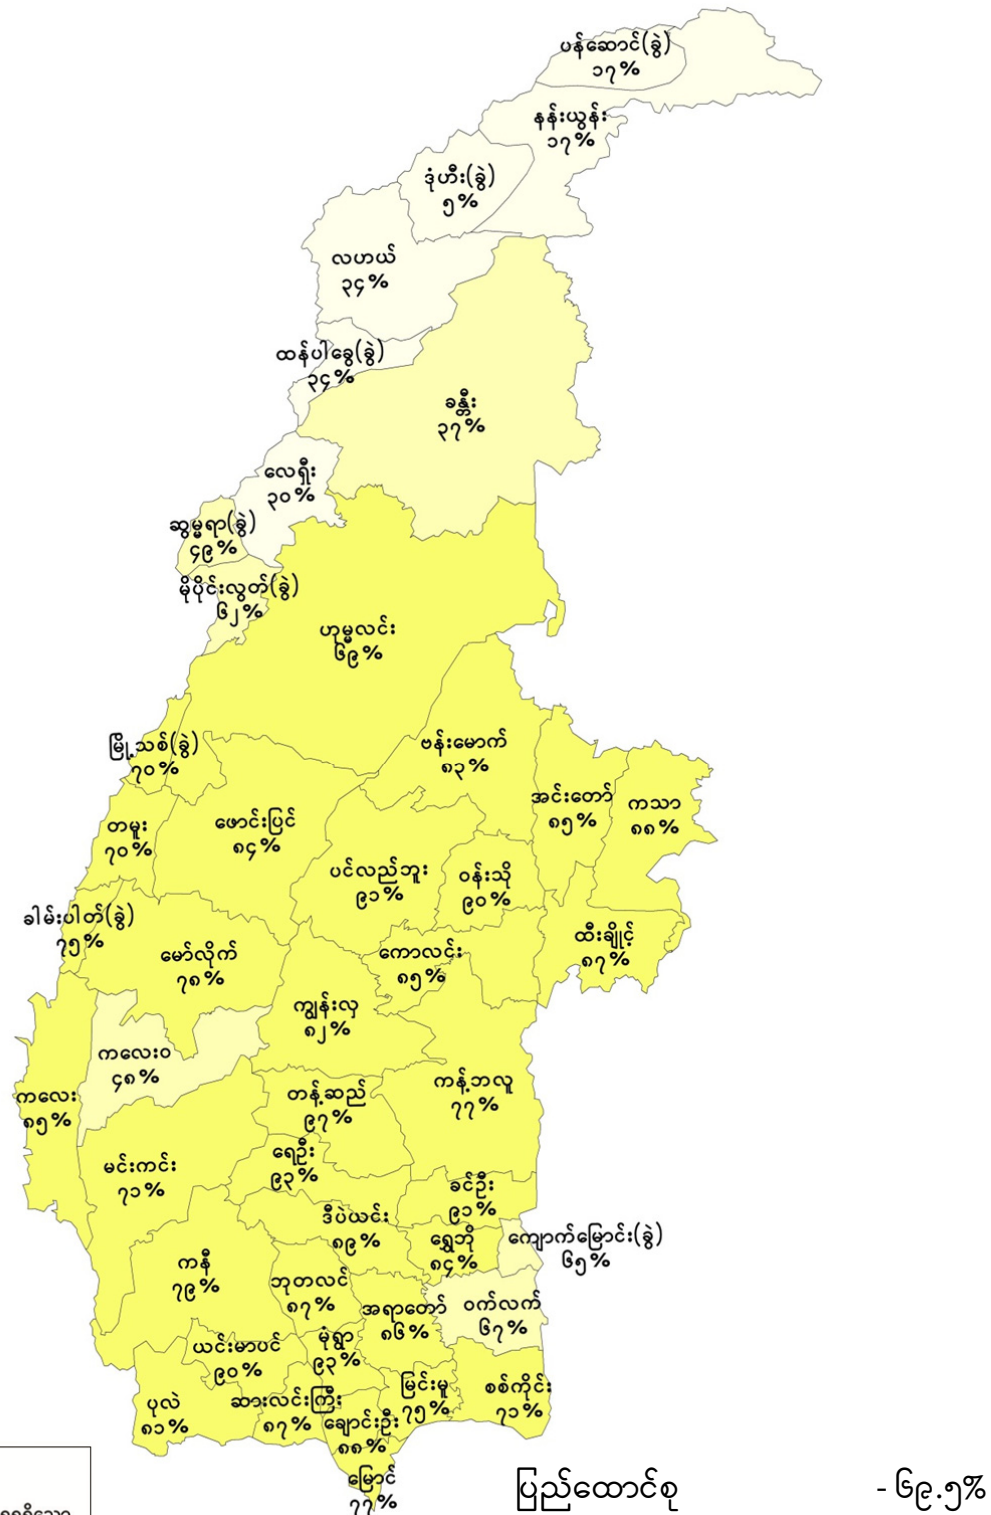 ပန်ဆောင်(ခွဲ)
၁၇%
နန်းယွန်း
၁၇%
ဒုံဟီး(ခွဲ)
၅%
လဟယ်
၃၄%
ထန်ပါခွေ(ခွဲ)
၃၄%
ခန္တီး
၃၇%
လေရှီး
၃၀%
ဆွမ္မရာ(ခွဲ)
၄၉%
မိုပိုင်းလွတ်(ခွဲ)
၆၂%
ဟုမ္မလင်း
၆၉%
မြို့သစ်(ခွဲ)
၇၀%
ဗန်းမောက်
၈၃%
အင်းတော်
၈၅%
ကသာ
၈၈%
တမူး
၇၀%
ဖောင်းပြင်
၈၄%
ပင်လည်ဘူး
၉၁%
ဝန်းသို
၉၀%
ခါမ်းပါတ်(ခွဲ)
၇၅%
မော်လိုက်
၇၈%
ကောလင်း
၈၅%
ထီးချိုင့်
၈၇%
ကျွန်းလှ
၈၂%
ကလေးဝ
၄၈%
ကလေး
၈၅%
တန့်ဆည်
၉၇%
ကန့်ဘလူ
၇၇%
မင်းကင်း
၇၁%
ရေဦး
၉၃%
ခင်ဦး
၉၁%
ဒီပဲယင်း
၈၉%
ရွှေဘို
၈၄%
ကျောက်မြောင်း(ခွဲ)
၆၅%
ကနီ
၇၉%
ဘုတလင်
၈၇%
အရာတော်
၈၆%
ဝက်လက်
၆၇%
ယင်းမာပင်
၉၀%
မုံရွာ
၉၃%
ပုလဲ
၈၁%
ဆားလင်းကြီး
၈၇%
ချောင်းဦး
၈၈%
မြင်းမူ
၇၅%
စစ်ကိုင်း
၇၁%
မြောင်
၇၇%
ပြည်ထောင်စု - ၆၉.၅%